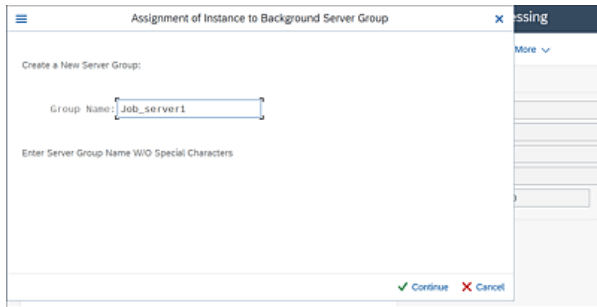 Assignment of Instance to Background Server Group
essing
More
Create a New Server Group:
Group Name: Job_server1
Enter Server Group Name W/O Special Characters
Continue
Cancel